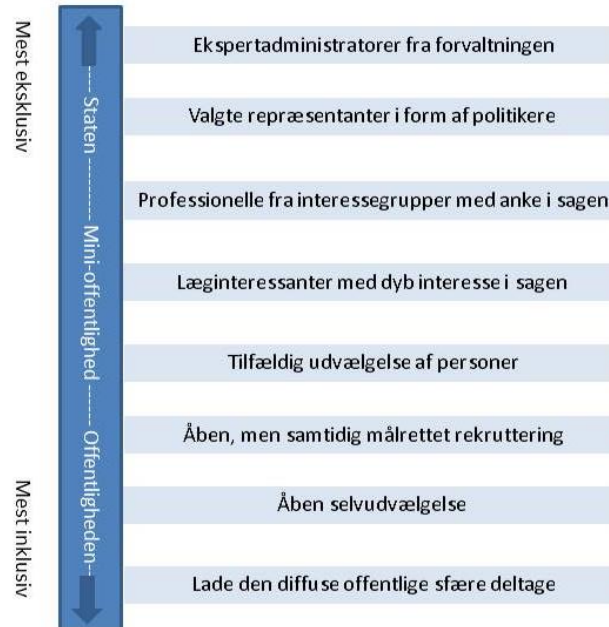 Mest eksklusiv
Mest inklusiv
----- Staten --------- Mini-offentlighed ------ Offentligheden--
Ekspertadministratorer fra forvaltningen
Valgte repræsentanter i form af politikere
Professionelle fra interessegrupper med anke i sagen
Læginteressanter med dyb interesse i sagen
Tilfældig udvælgelse af personer
Åben, men samtidig målrettet rekruttering
Åben selvudvælgelse
Lade den diffuse offentlige sfære deltage